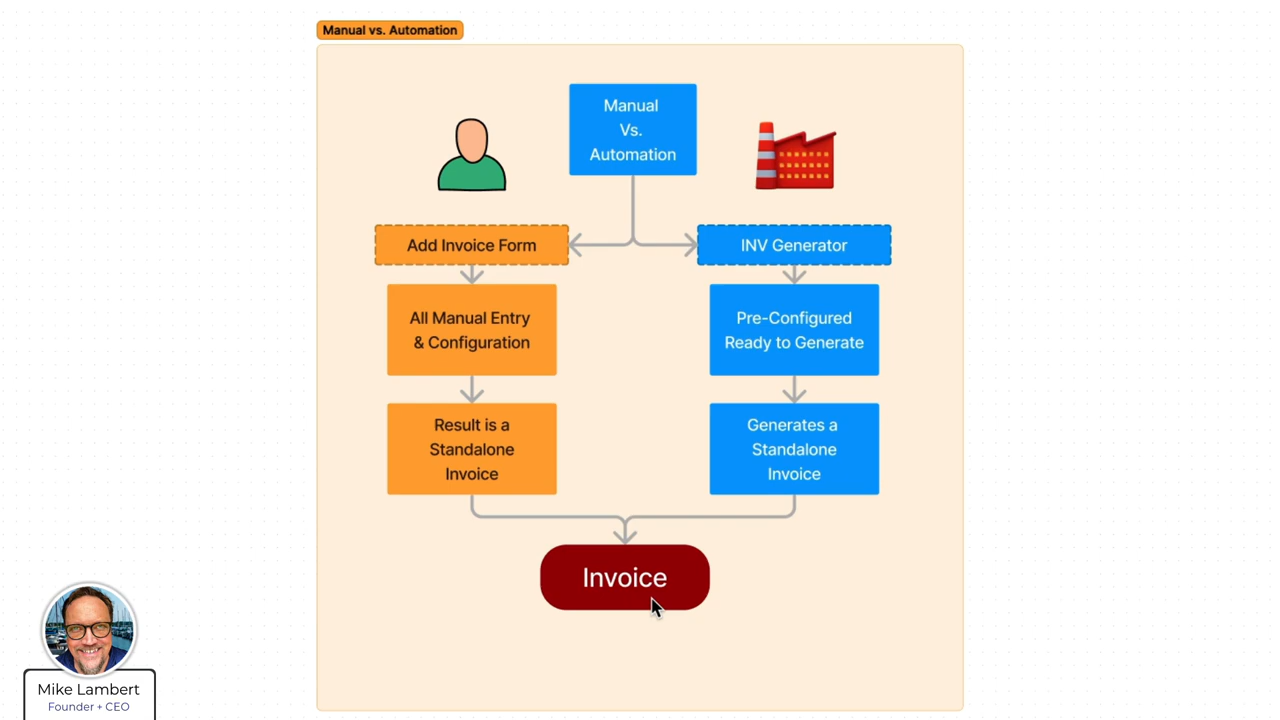 Manual vs. Automation
Manual
Vs.
Automation
Add Invoice Form
INV Generator
All Manual Entry
& Configuration
Pre-Configured
Ready to Generate
Result is a
Standalone
Invoice
Generates a
Standalone
Invoice
Invoice
Mike Lambert
Founder + CEO